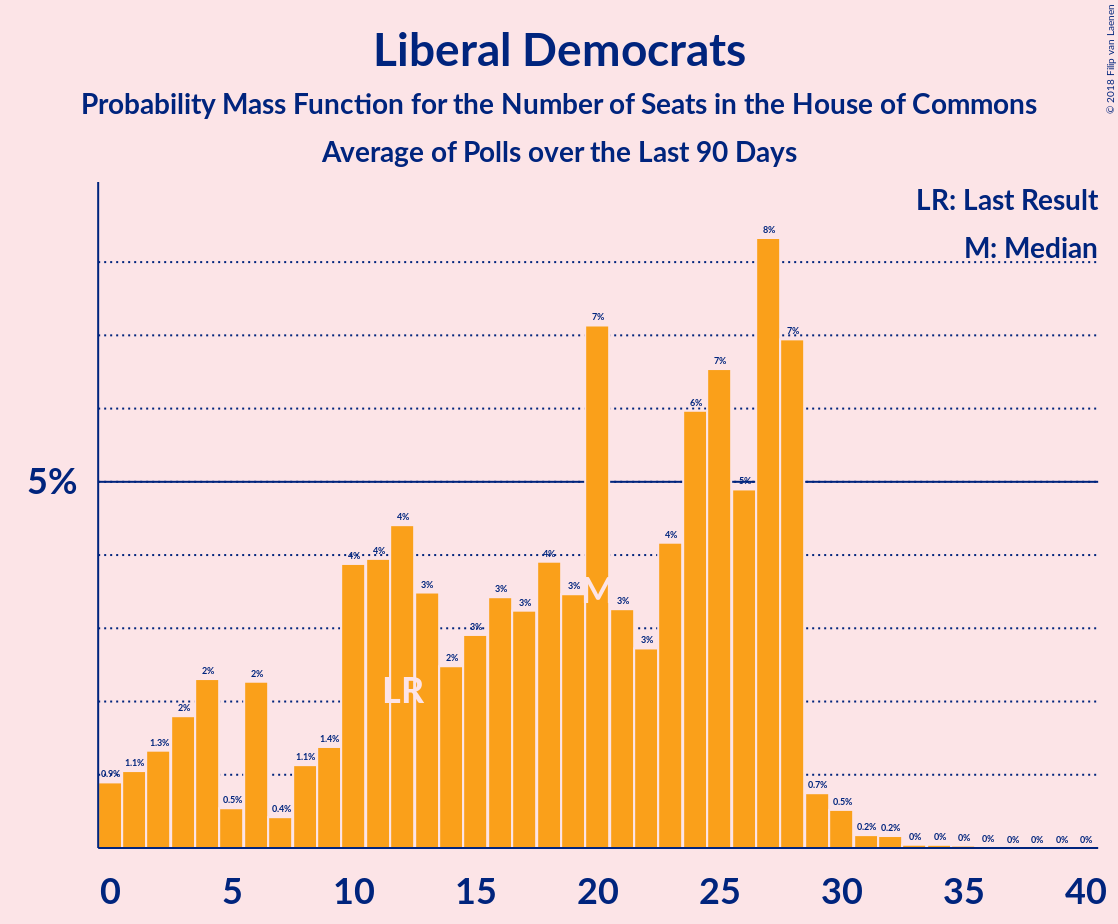 Liberal Democrats
Probability Mass Function for the Number of Seats in the House of Commons
Average of Polls over the Last 90 Days
© 2018 Filip van Laenen
LR: Last Result
M: Median
5%
0.9% 1.1% 1.3% 2% 2% 0.5% 2% 0.4% 1.1% 1.4% 4% 4% 4% 3% 2% 3% 3% 3% 4% 3% 7% 3% 3% 4% 6% 7% 5% 8% 7% 0.7% 0.5% 0.2% 0.2% 0% 0% 0% 0% 0% 0% 0% 0%
LR
M
0 5 10 15 20 25 30 35 40